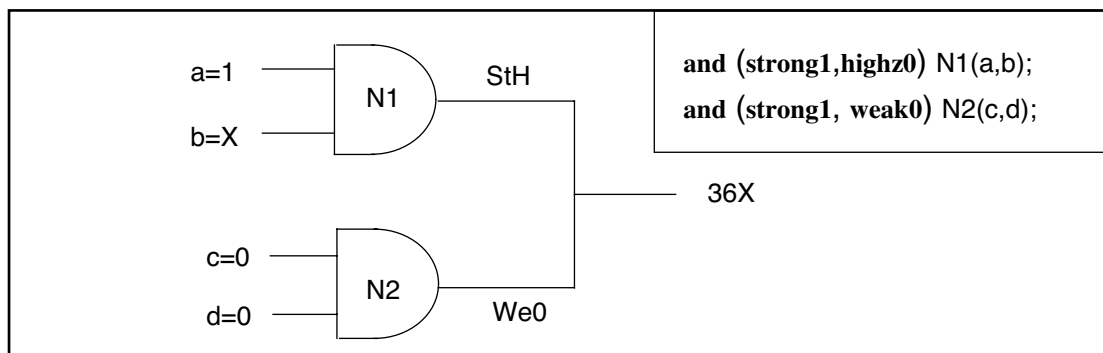 a=1
b=X
N1
StH
and (strong1,highz0) N1(a,b);
and (strong1, weak0) N2(c,d);
36X
c=0
d=0
N2
We0